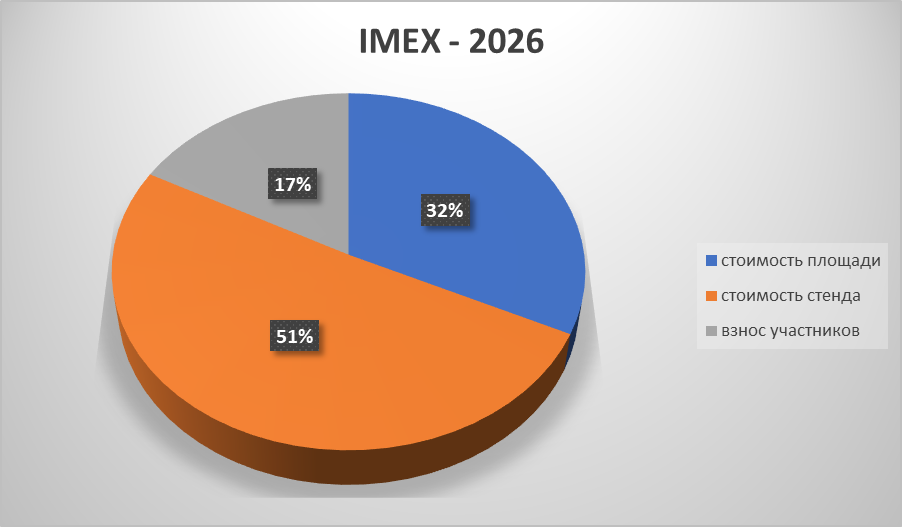 IMEX - 2026
17%
32%
51%
стоимость площади
стоимость стенда
взнос участников